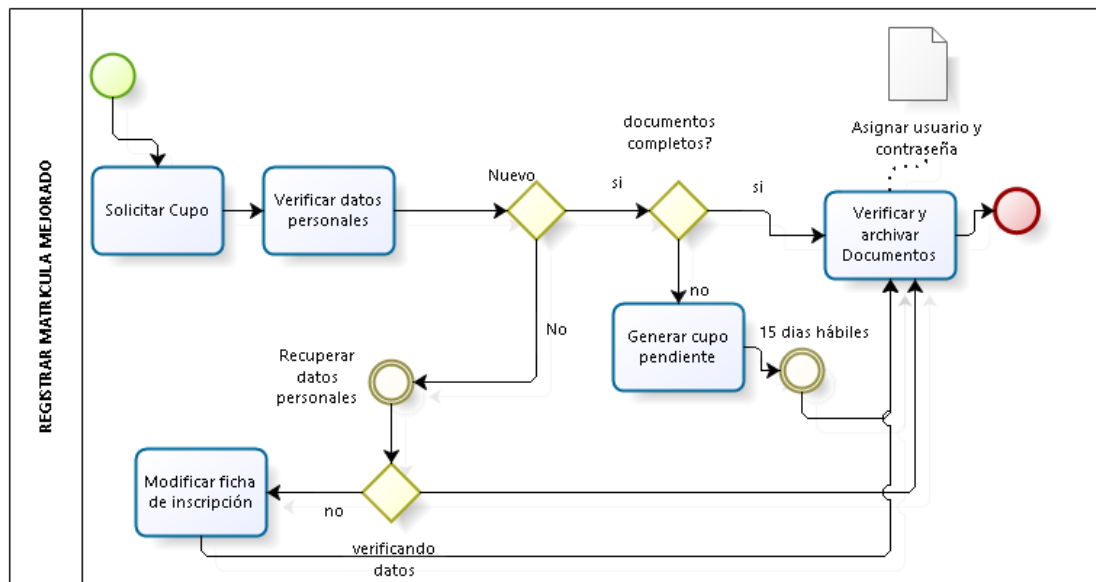 REGISTRAR MATRICULA MEJORADO
Solicitar Cupo
Verificar datos
personales
Nuevo
si
documentos
completos?
si
Asignar usuario y
contraseña
Verificar y
archivar
Documentos
no
Generar cupo
pendiente
15 dias hábiles
No
Recuperar
datos
personales
Modificar ficha
de inscripción
no
verificando
datos